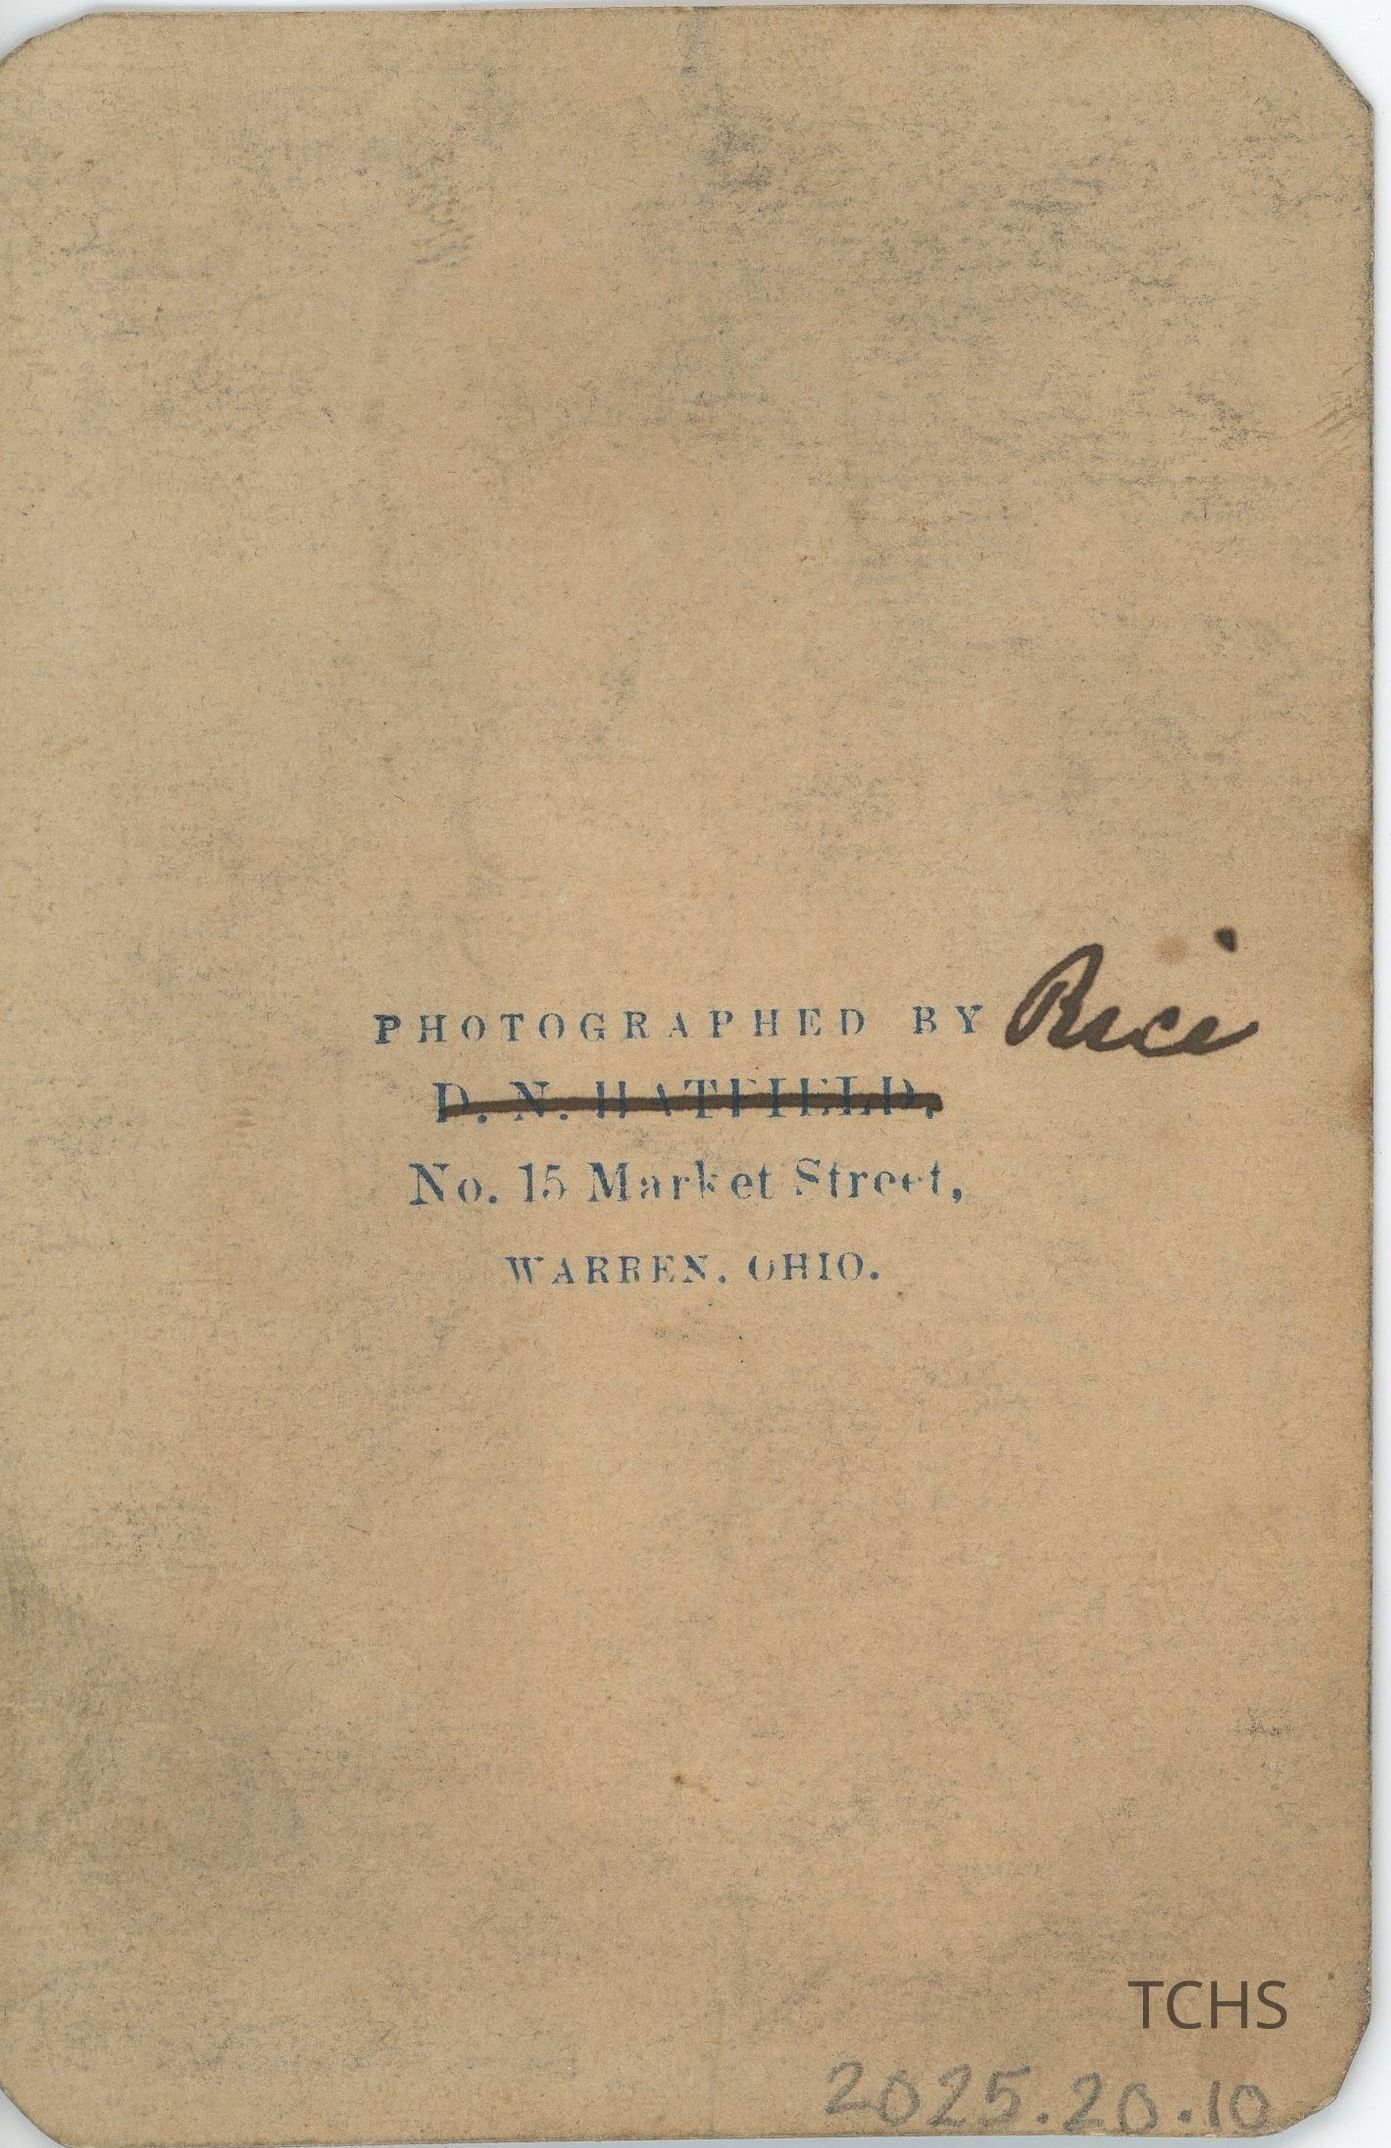 PHOTOGRAPHED BY Rice
D. N. HATFIELD,
No. 15 Market Street,
WARREN, OHIO.
TCHS
2025.20.10